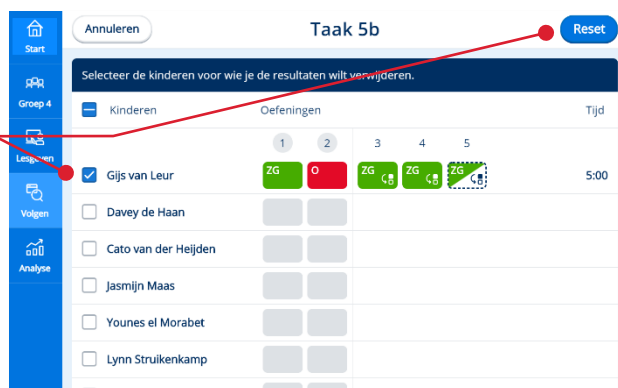 Start
Groep 4
Lesgeven
Volgen
Analyse
Annuleren Taak 5b Reset
Selecteer de kinderen voor wie je de resultaten wilt verwijderen.
Kinderen Oefeningen Tijd
1 2 3 4 5
Gijs van Leur ZG O ZG ZG ZG 5:00
Davey de Haan
Cato van der Heijden
Jasmijn Maas
Younes el Morabet
Lynn Struikenkamp